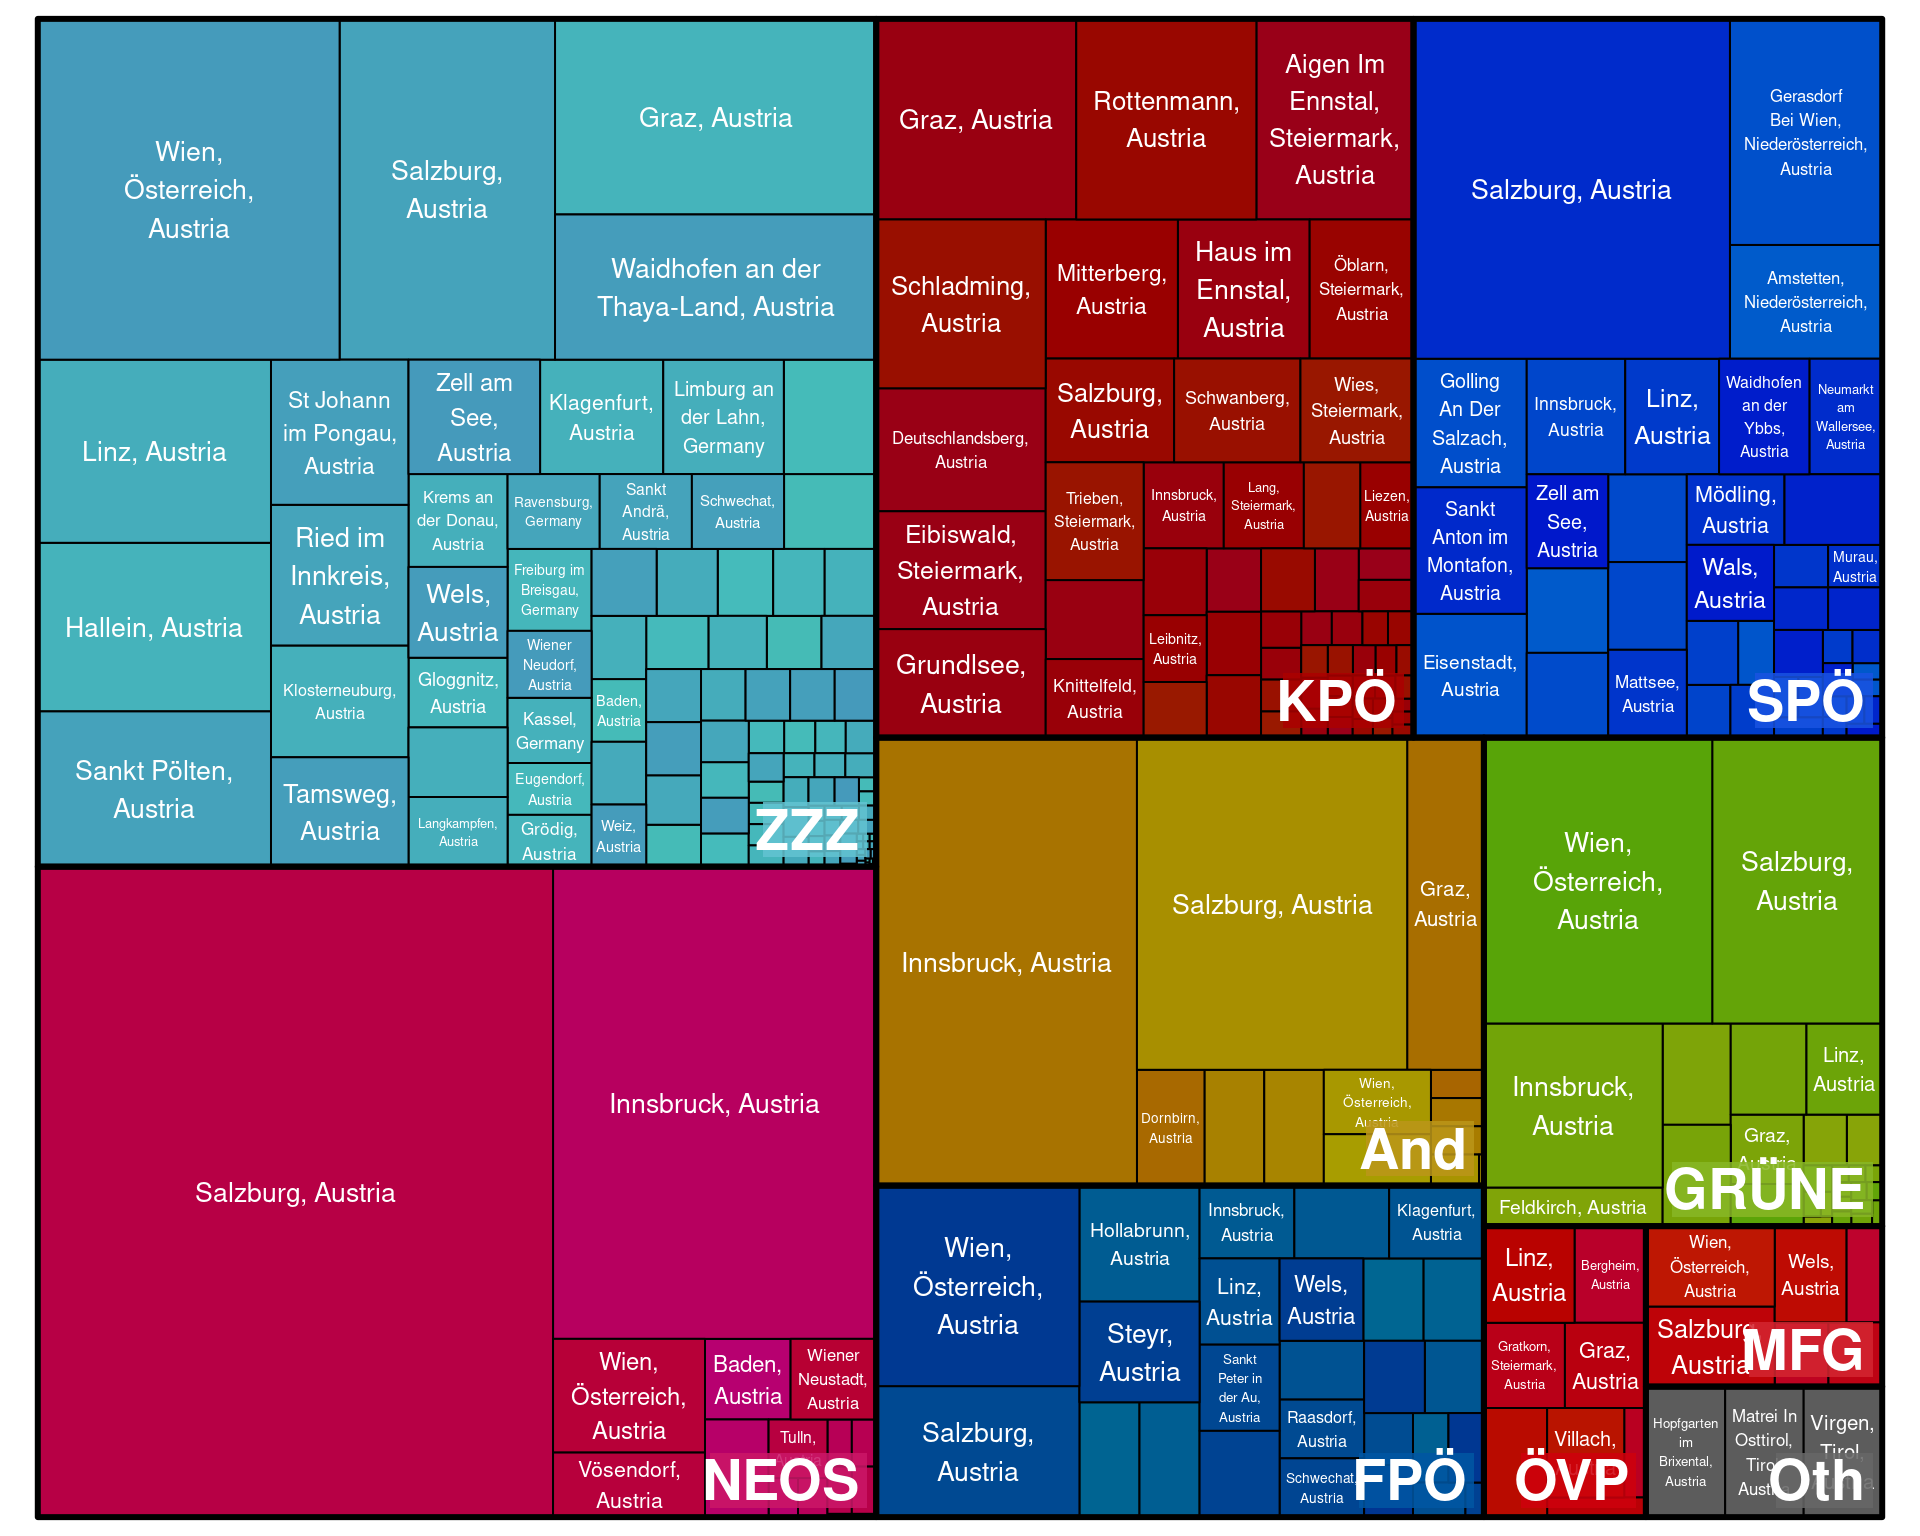 Wien,
Österreich,
Austria
Salzburg,
Austria
Graz, Austria
Waidhofen an der
Thaya-Land, Austria
Linz, Austria
Hallein, Austria
Sankt Pölten,
Austria
St Johann
im Pongau,
Austria
Ried im
Innkreis,
Austria
Klosterneuburg,
Austria
Tamsweg,
Austria
Zell am
See,
Austria
Klagenfurt,
Austria
Limburg an
der Lahn,
Germany
Krems an
der Donau,
Austria
Ravensburg,
Germany
Sankt
Andrä,
Austria
Schwechat,
Austria
Wels,
Austria
Gloggnitz,
Austria
Langkampfen,
Austria
Freiburg im
Breisgau,
Germany
Wiener
Neudorf,
Austria
Kassel,
Germany
Eugendorf,
Austria
Grödig,
Austria
Baden,
Austria
Weiz,
Austria
ZZZ
Salzburg, Austria
Innsbruck, Austria
Wien,
Österreich,
Austria
Vösendorf,
Austria
Baden,
Austria
Wiener
Neustadt,
Austria
Tulln,
NEOS
Graz, Austria
Rottenmann,
Austria
Aigen Im
Ennstal,
Steiermark,
Austria
Schladming,
Austria
Mitterberg,
Austria
Haus im
Ennstal,
Austria
Öblarn,
Steiermark,
Austria
Deutschlandsberg,
Austria
Eibiswald,
Steiermark,
Austria
Grundlsee,
Austria
Salzburg,
Austria
Schwanberg,
Austria
Wies,
Steiermark,
Austria
Trieben,
Steiermark,
Austria
Innsbruck,
Austria
Lang,
Steiermark,
Austria
Liezen,
Austria
Leibnitz,
Austria
Knittelfeld,
Austria
KPÖ
Salzburg, Austria
Gerasdorf
Bei Wien,
Niederösterreich,
Austria
Amstetten,
Niederösterreich,
Austria
Golling
An Der
Salzach,
Austria
Innsbruck,
Austria
Linz,
Austria
Waidhofen
an der
Ybbs,
Austria
Neumarkt
am
Wallersee,
Austria
Sankt
Anton im
Montafon,
Austria
Zell am
See,
Austria
Mödling,
Austria
Wals,
Austria
Murau,
Austria
Eisenstadt,
Austria
Mattsee,
Austria
SPÖ
Innsbruck, Austria
Salzburg, Austria
Graz,
Austria
Dornbirn,
Austria
Wien,
Österreich,
Austria
And
Wien,
Österreich,
Austria
Salzburg,
Austria
Innsbruck,
Austria
Linz,
Austria
Graz,
Austria
Feldkirch, Austria
GRÜNE
Wien,
Österreich,
Austria
Salzburg,
Austria
Hollabrunn,
Austria
Steyr,
Austria
Innsbruck,
Austria
Klagenfurt,
Austria
Linz,
Austria
Wels,
Austria
Sankt
Peter in
der Au,
Austria
Raasdorf,
Austria
Schwechat,
Austria
FPÖ
Linz,
Austria
Bergheim,
Austria
Gratkorn,
Steiermark,
Austria
Graz,
Austria
Villach,
ÖVP
Wien,
Österreich,
Austria
Wels,
Austria
Salzburg,
Austria
MFG
Hopfgarten
im
Brixental,
Austria
Matrei In
Osttirol,
Tirol,
Austria
Virgen,
Tirol,
Oth